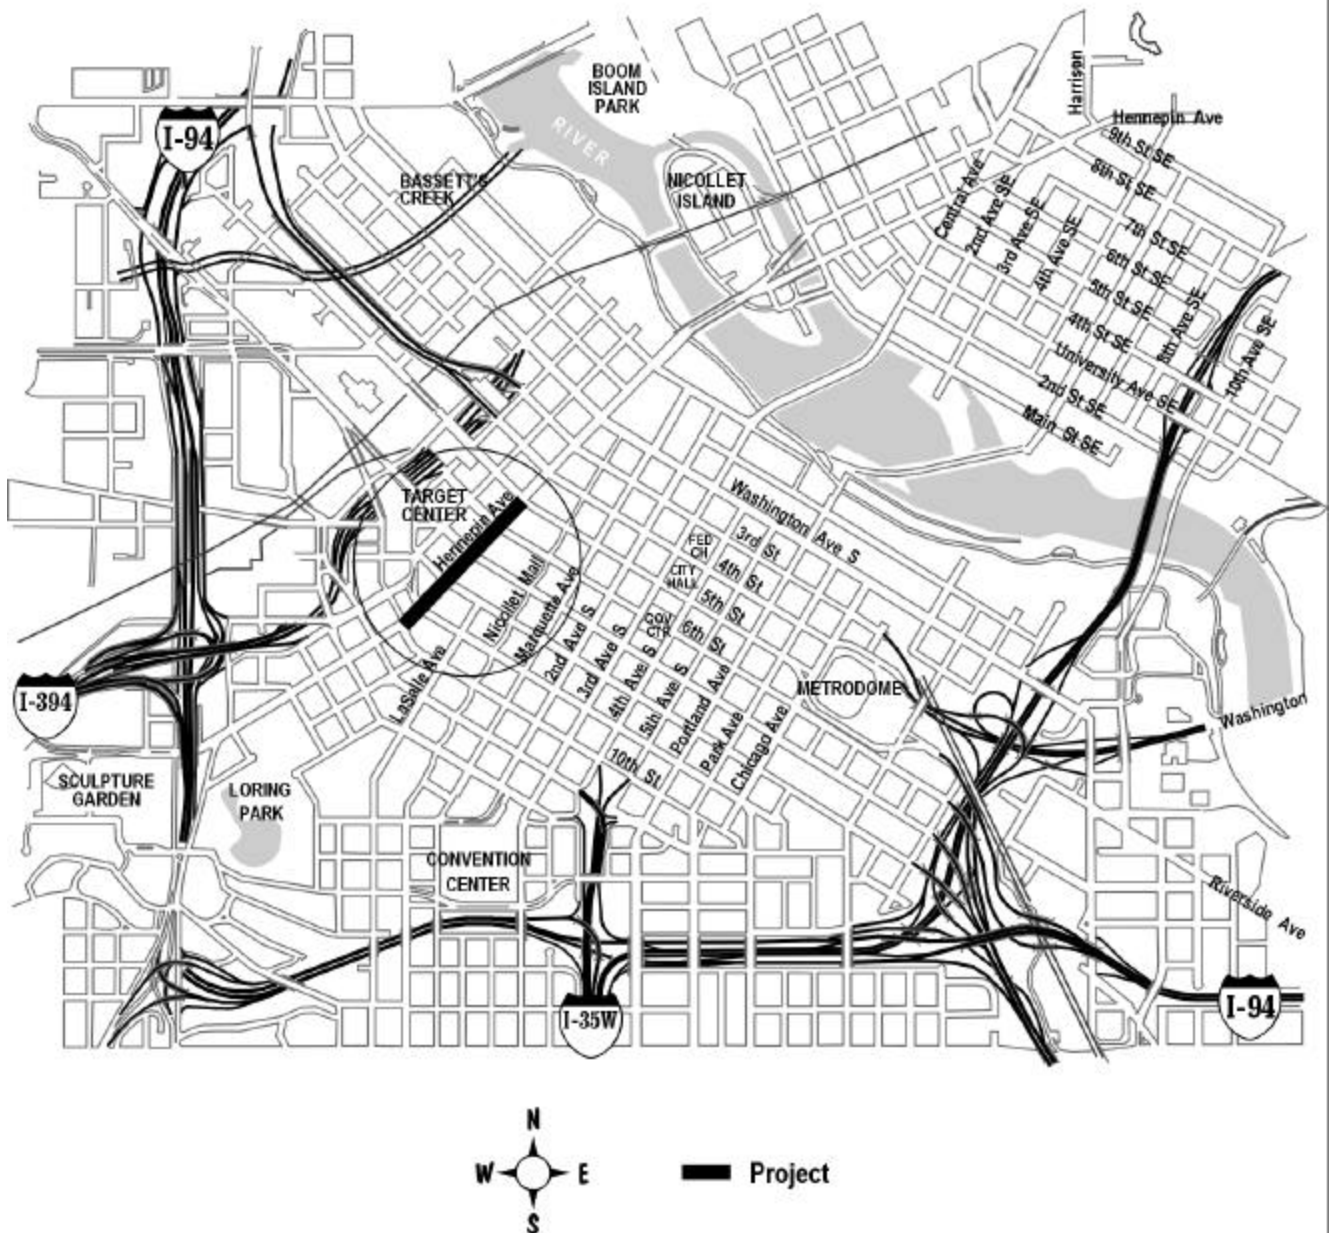 BOOM
ISLAND
PARK
Harrison
Hennepin Ave
I-94
RIVER
9th St SE
8th St SE
BASSETT'S
CREEK
NICOLLET
ISLAND
Central Ave
2nd Ave SE
3rd Ave SE
4th Ave SE
7th St SE
6th St SE
5th St SE
4th St SE
8th Ave SE
10th Ave SE
University Ave SE
2nd St SE
Main St SE
TARGET
CENTER
Hennepin Ave
Washington Ave S
FED
CH
3rd St
CITY
HALL
4th St
5th St
GOV
CTR
6th St
Nicollet Mall
Marquette Ave
2nd Ave S
3rd Ave S
4th Ave S
5th Ave S
Portland Ave
Park Ave
Chicago Ave
LaSalle Ave
10th St
METRODOME
I-394
Washington
SCULPTURE
GARDEN
LORING
PARK
CONVENTION
CENTER
Riverside Ave
I-94
I-35W
N
W
E
S
Project